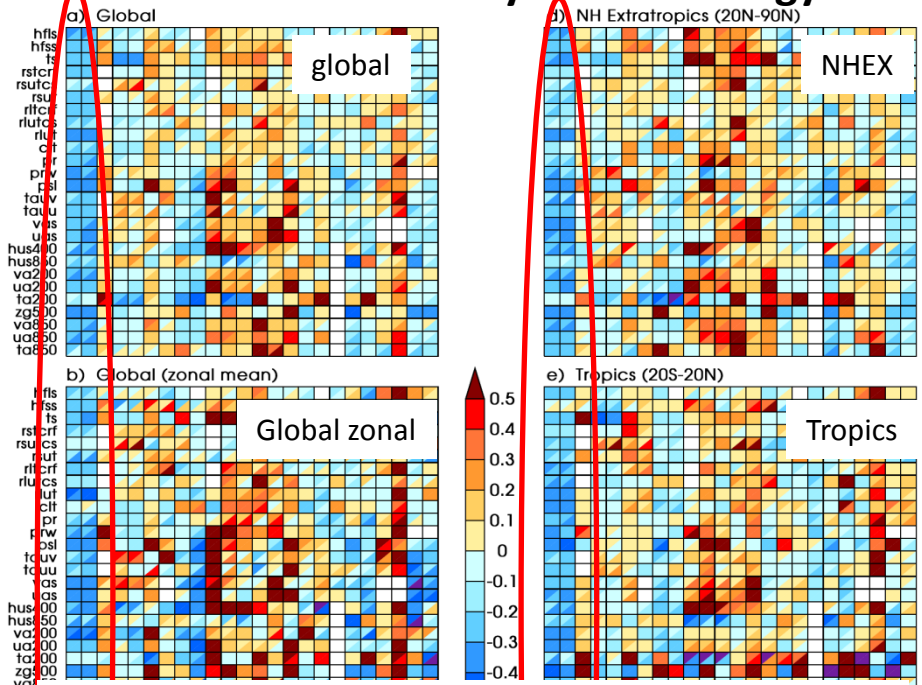 a) Global
global
hfls
hfss
ts
rstcrf
rsutcs
rsut
rltcrf
rlutcs
rlut
clt
pr
prw
psl
tauv
tauu
vas
uas
hus400
hus850
va200
ua200
ta200
zg500
va850
ua850
ta850
d) NH Extratropics (20N-90N)
NHEX
b) Global (zonal mean)
Global zonal
hfls
hfss
ts
rstcrf
rsutcs
rsut
rltcrf
rlutcs
rlut
clt
pr
prw
psl
tauv
tauu
vas
uas
hus400
hus850
va200
ua200
ta200
zg500
0.5
0.4
0.3
0.2
0.1
0
-0.1
-0.2
-0.3
-0.4
e) Tropics (20S-20N)
Tropics